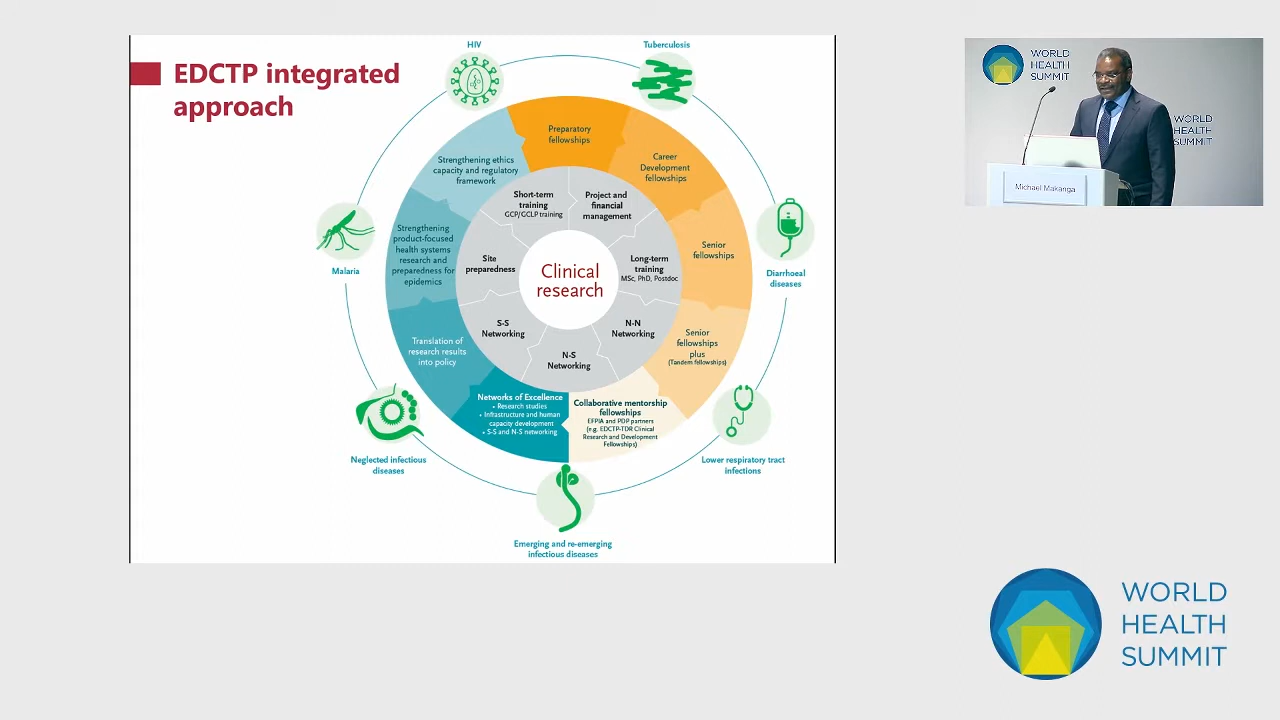 EDCTP integrated
approach
HIV
Tuberculosis
Malaria
Diarrhoeal
diseases
Neglected infectious
diseases
Lower respiratory tract
infections
Emerging and re-emerging
infectious diseases
Preparatory
fellowships
Career
Development
fellowships
Senior
fellowships
Senior
fellowships
plus
(Tandem fellowships)
Collaborative mentorship
fellowships
EFPIA and PDP partners
(e.g. EDCTP-TDR Clinical
Research and Development
Fellowships)
Networks of Excellence
• Research studies
• Infrastructure and human
capacity development
• S-S and N-S networking
Translation of
research results
into policy
Strengthening
product-focused
health systems
research and
preparedness for
epidemics
Strengthening ethics
capacity and regulatory
framework
Short-term
training
GCP/GCLP training
Project and
financial
management
Long-term
training
MSc, PhD, Postdoc
N-N
Networking
N-S
Networking
S-S
Networking
Site
preparedness
Clinical
research
WORLD
HEALTH
SUMMIT
WORLD
HEALTH
SUMMIT
Michael Makanga
WORLD
HEALTH
SUMMIT